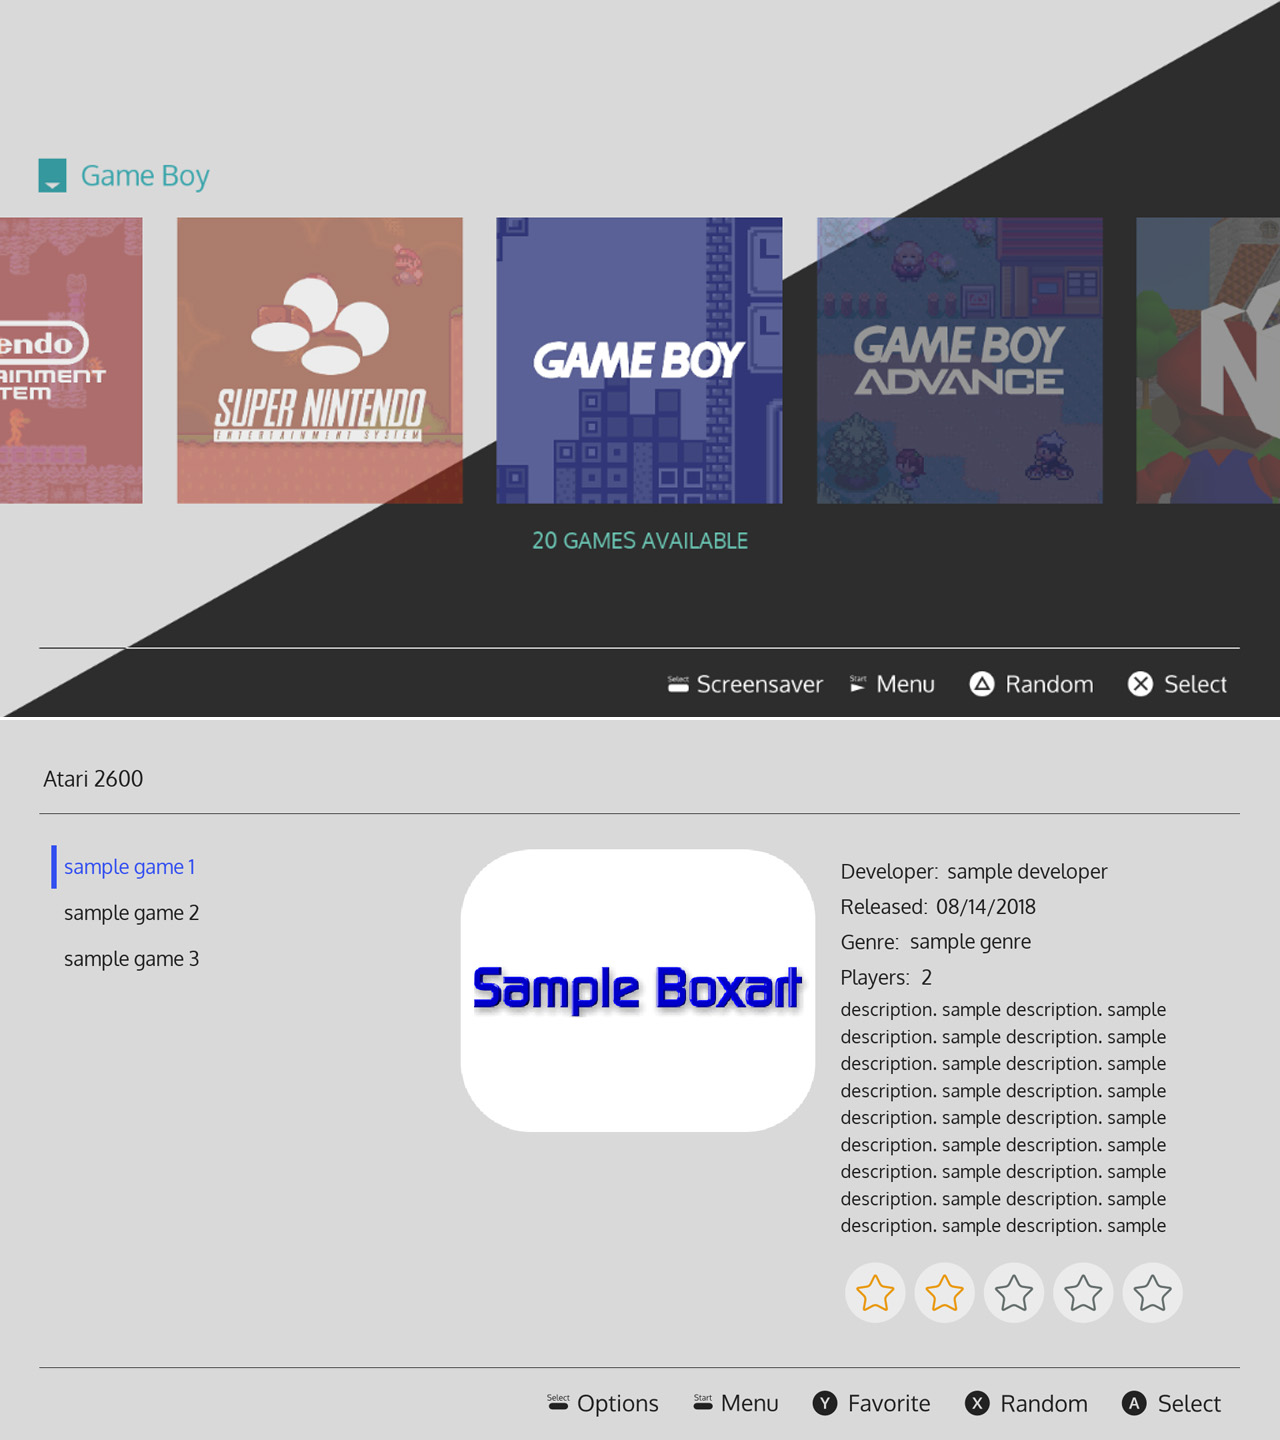 Game Boy
endo
AINMENT
TEM
SUPER NINTENDO
ENTERTAINMENT SYSTEM
GAME BOY
GAME BOY
ADVANCE
N
20 GAMES AVAILABLE
Select Screensaver Start Menu Random Select
Atari 2600
sample game 1
sample game 2
sample game 3
Sample Boxart
Developer: sample developer
Released: 08/14/2018
Genre: sample genre
Players: 2
description. sample description. sample
description. sample description. sample
description. sample description. sample
description. sample description. sample
description. sample description. sample
description. sample description. sample
description. sample description. sample
description. sample description. sample
description. sample description. sample
Select Options Start Menu Y Favorite X Random A Select